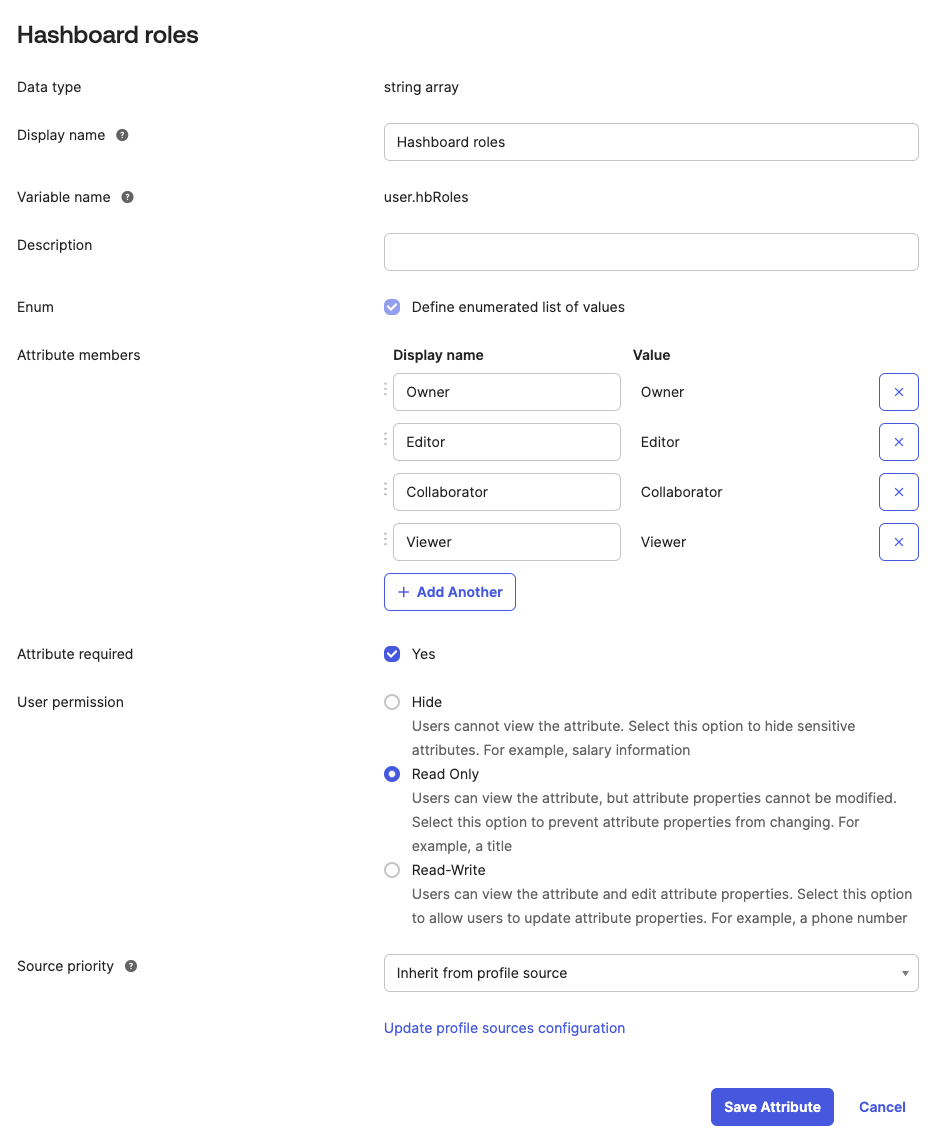 Hashboard roles
Data type
string array
Display name ?
Hashboard roles
Variable name ?
user.hbRoles
Description
Enum
Define enumerated list of values
Attribute members
Display name Value
Owner Owner
Editor Editor
Collaborator Collaborator
Viewer Viewer
+ Add Another
Attribute required
Yes
User permission
Hide
Users cannot view the attribute. Select this option to hide sensitive
attributes. For example, salary information
Read Only
Users can view the attribute, but attribute properties cannot be modified.
Select this option to prevent attribute properties from changing. For
example, a title
Read-Write
Users can view the attribute and edit attribute properties. Select this option
to allow users to update attribute properties. For example, a phone number
Source priority ?
Inherit from profile source
Update profile sources configuration
Save Attribute Cancel